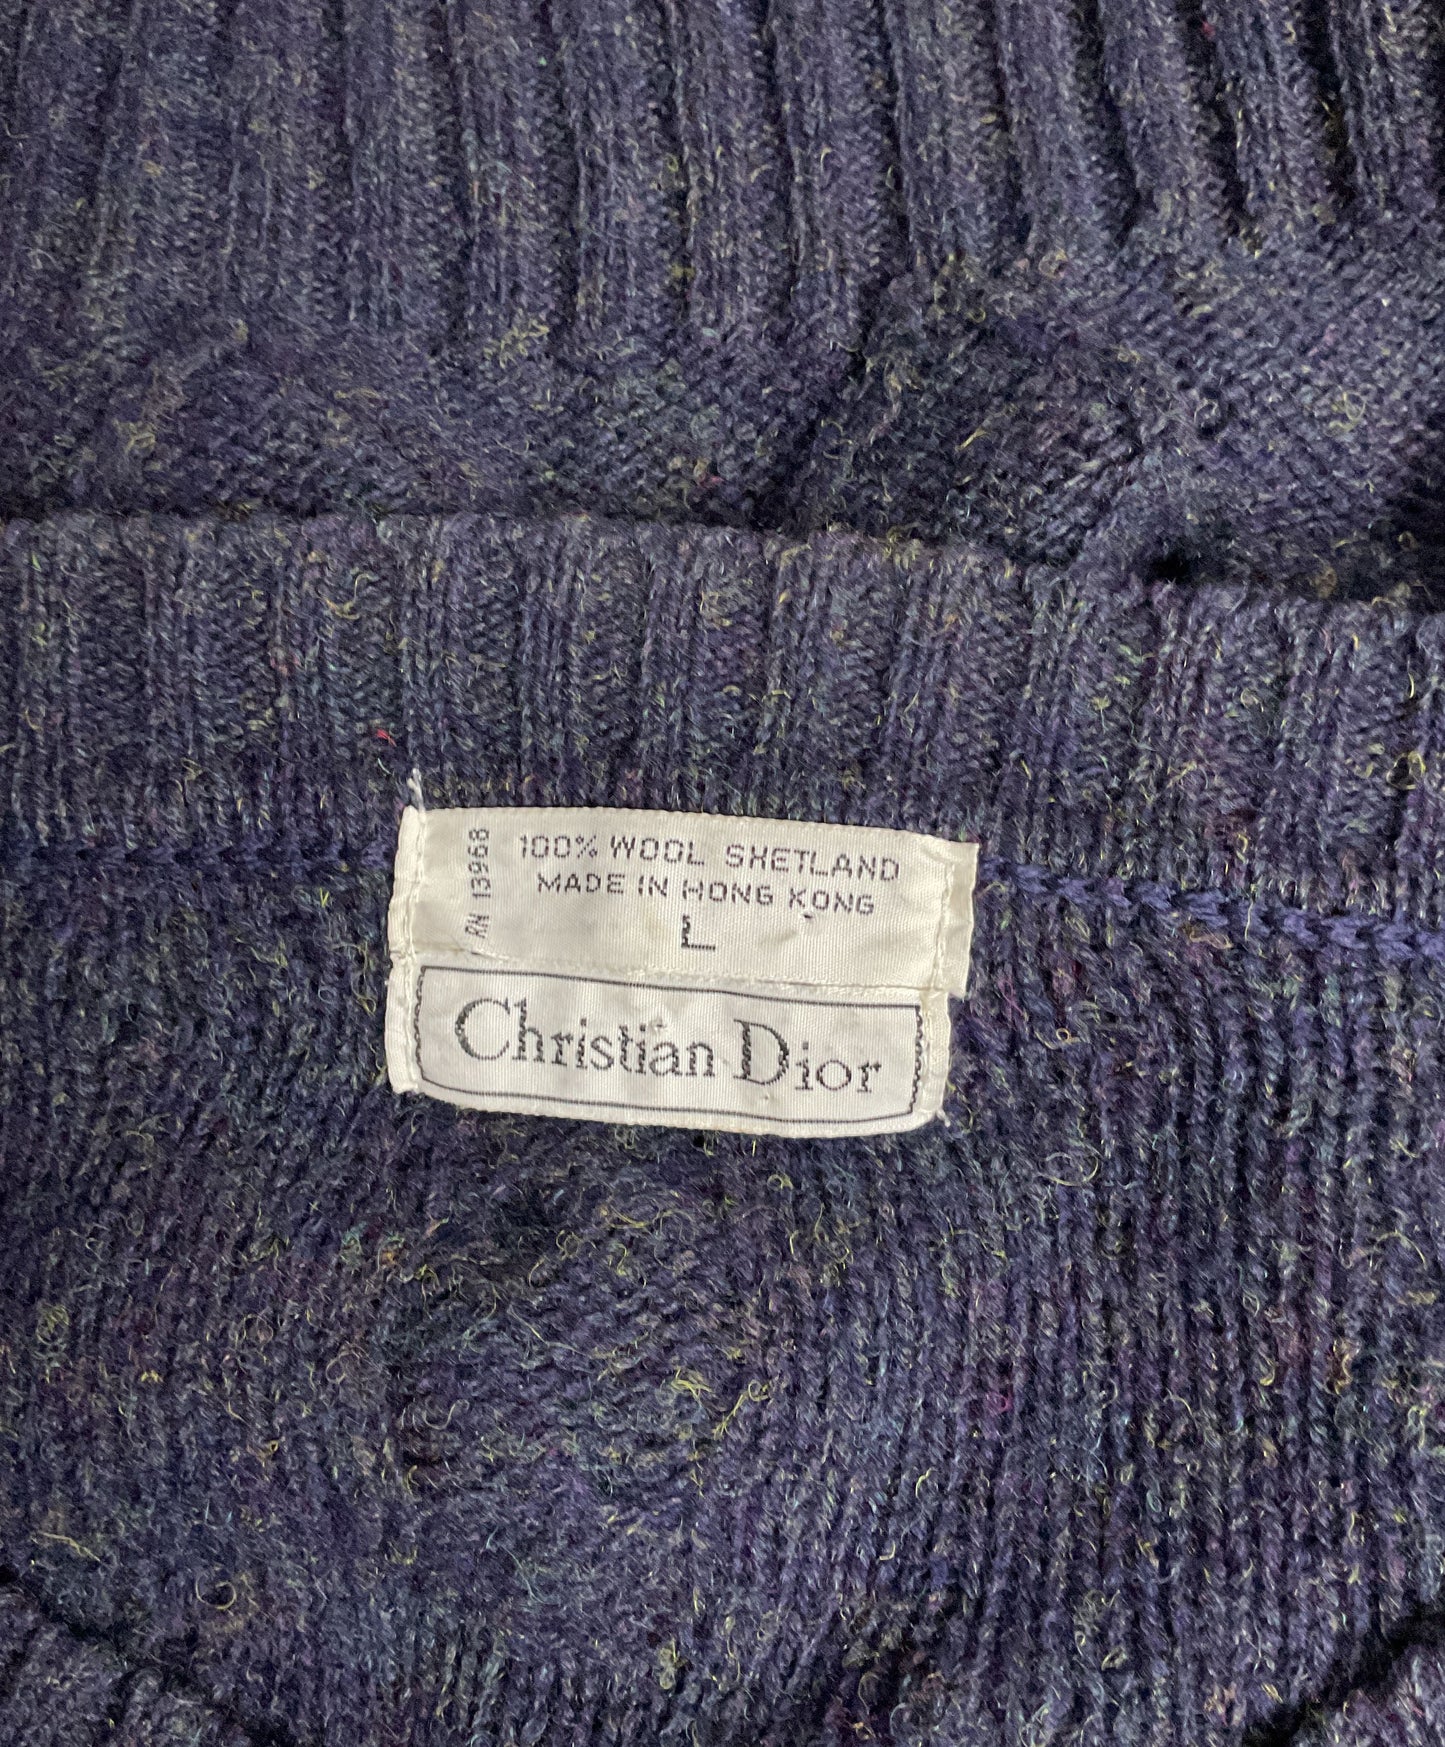 RN 13968
100% WOOL SHETLAND
MADE IN HONG KONG
L
Christian Dior